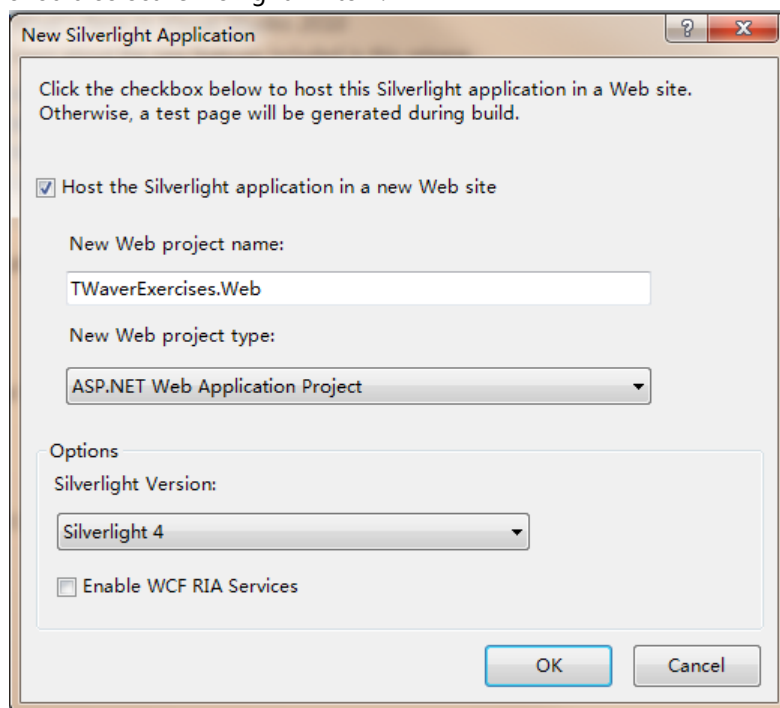 New Silverlight Application
Click the checkbox below to host this Silverlight application in a Web site.
Otherwise, a test page will be generated during build.
Host the Silverlight application in a new Web site
New Web project name:
TWaverExercises.Web
New Web project type:
ASP.NET Web Application Project
Options
Silverlight Version:
Silverlight 4
Enable WCF RIA Services
OK
Cancel